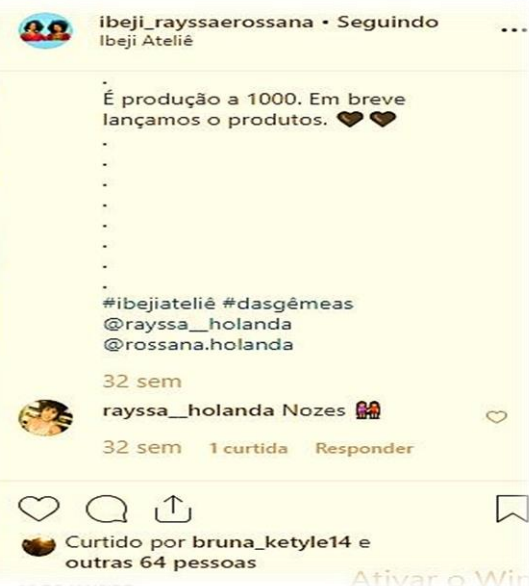 ibeji_rayssaerossana • Seguindo
Ibeji Ateliê
.
É produção a 1000. Em breve
lançamos o produtos. 🖤🖤
.
.
.
.
.
.
.
.
#ibejiateliê #dasgêmeas
@rayssa__holanda
@rossana.holanda
32 sem
rayssa__holanda Nozes 👭
32 sem 1 curtida Responder
Curtido por bruna_ketyle14 e
outras 64 pessoas
Ativar o Win